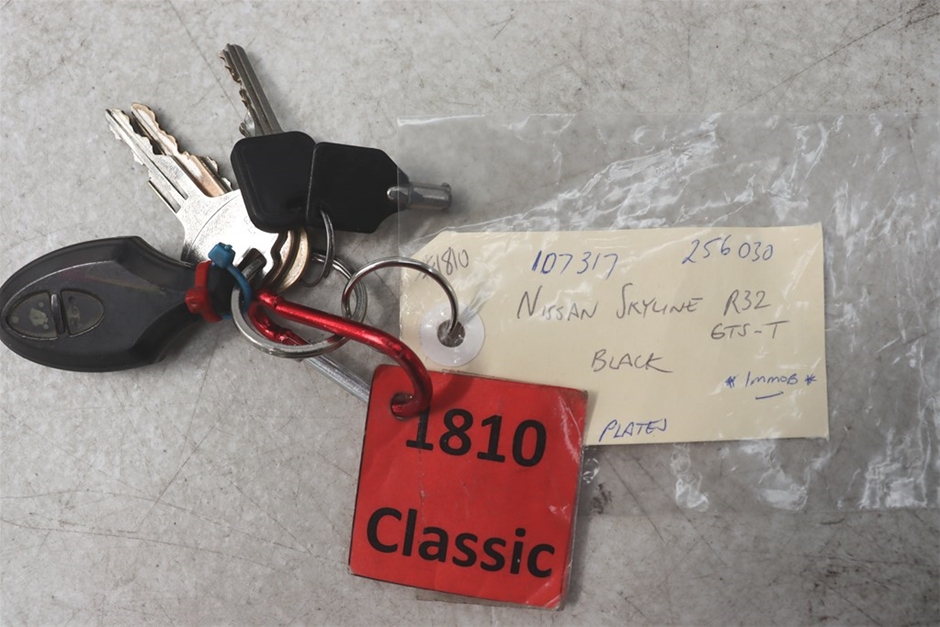 #1810
107317 256030
NISSAN SKYLINE R32
GTS-T
BLACK
* IMMOB *
PLATES
1810
Classic